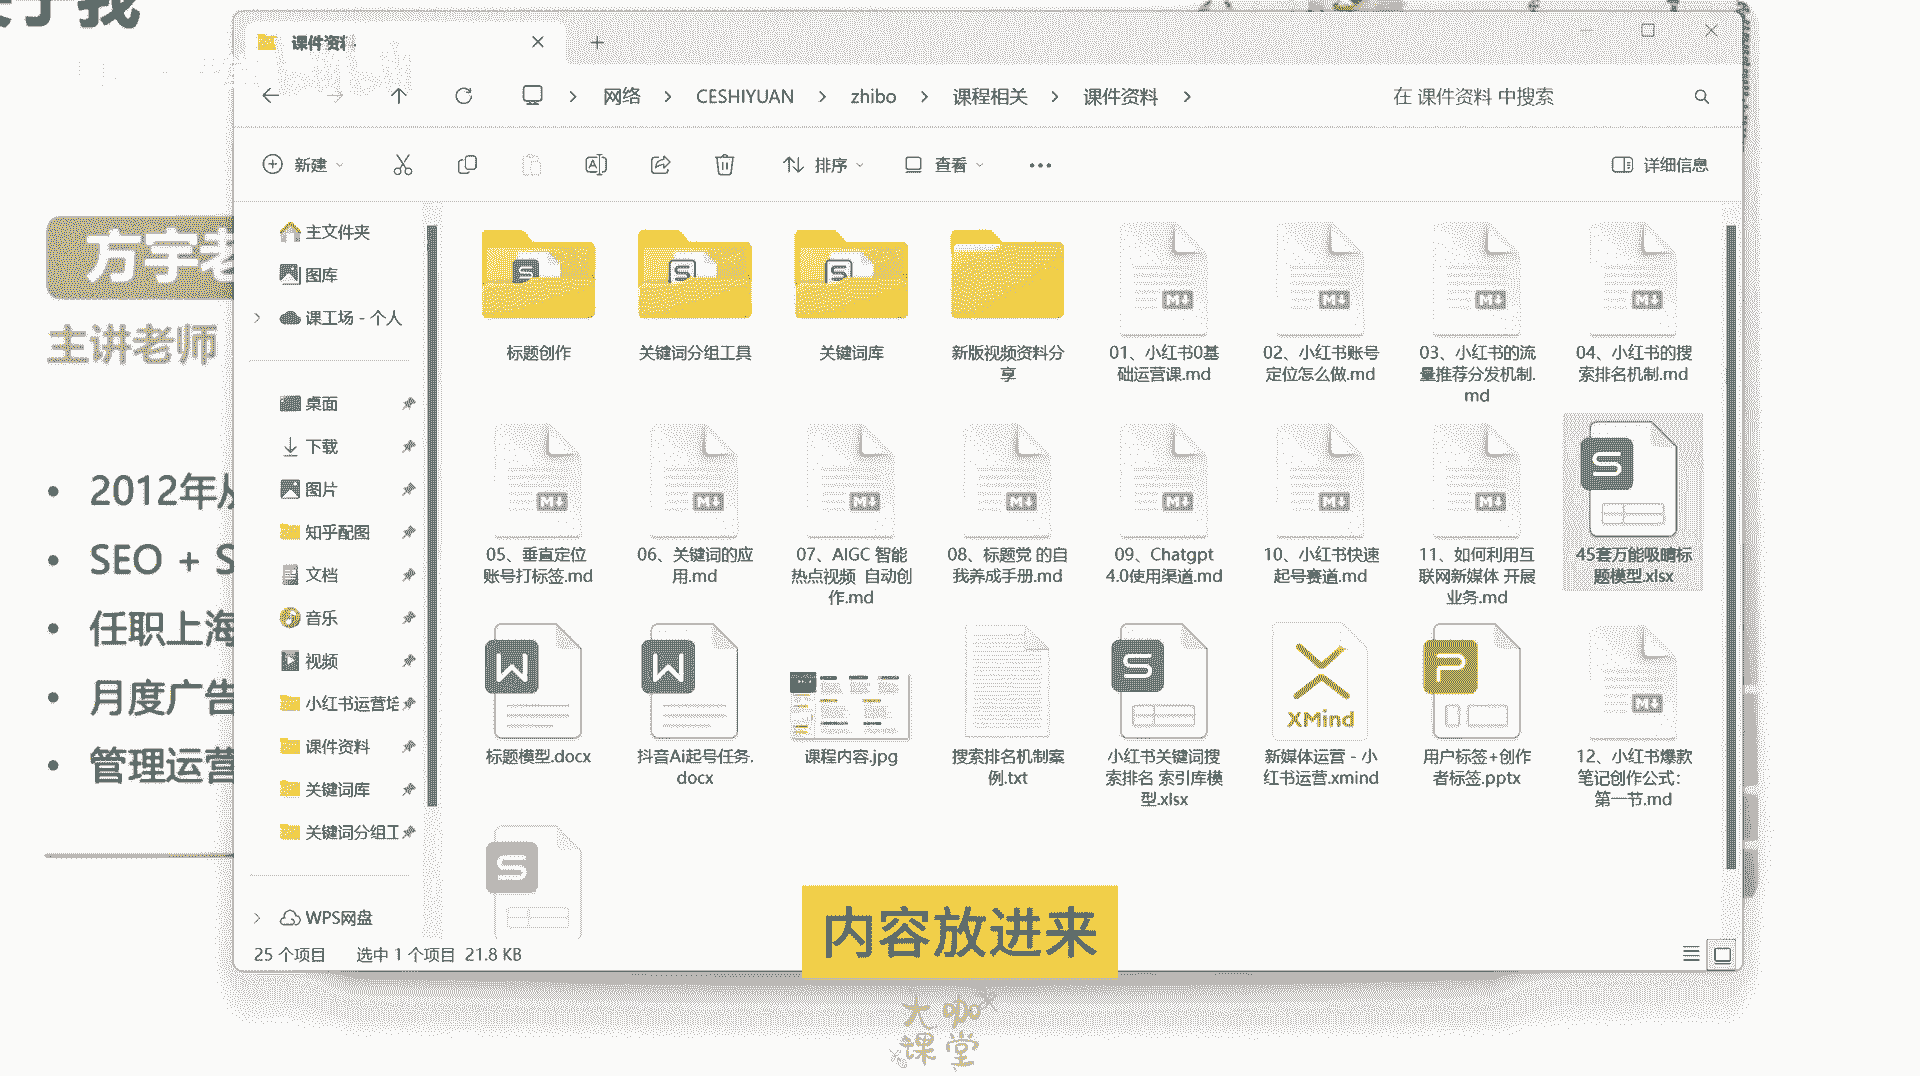 课件资料
网络 > CESHIYUAN > zhibo > 课程相关 > 课件资料 >
在 课件资料 中搜索
新建
排序
查看
详细信息
主文件夹
图库
课工场 - 个人
桌面
下载
图片
知乎配图
文档
音乐
视频
小红书运营培
课件资料
关键词库
关键词分组工
WPS网盘
标题创作
关键词分组工具
关键词库
新版视频资料分
享
01、小红书0基
础运营课.md
02、小红书账号
定位怎么做.md
03、小红书的流
量推荐分发机制.
md
04、小红书的搜
索排名机制.md
05、垂直定位
账号打标签.md
06、关键词的应
用.md
07、AIGC 智能
热点视频 自动创
作.md
08、标题党 的自
我养成手册.md
09、Chatgpt
4.0使用渠道.md
10、小红书快速
起号赛道.md
11、如何利用互
联网新媒体 开展
业务.md
45套万能吸睛标
题模型.xlsx
标题模型.docx
抖音Ai起号任务.
docx
课程内容.jpg
搜索排名机制案
例.txt
小红书关键词搜
索排名 索引库模
型.xlsx
XMind
新媒体运营 - 小
红书运营.xmind
用户标签+创作
者标签.pptx
12、小红书爆款
笔记创作公式：
第一节.md
25 个项目 选中 1 个项目 21.8 KB
方宇老
主讲老师
2012年从
SEO + S
任职上海
月度广告
管理运营
内容放进来
大咖
课堂